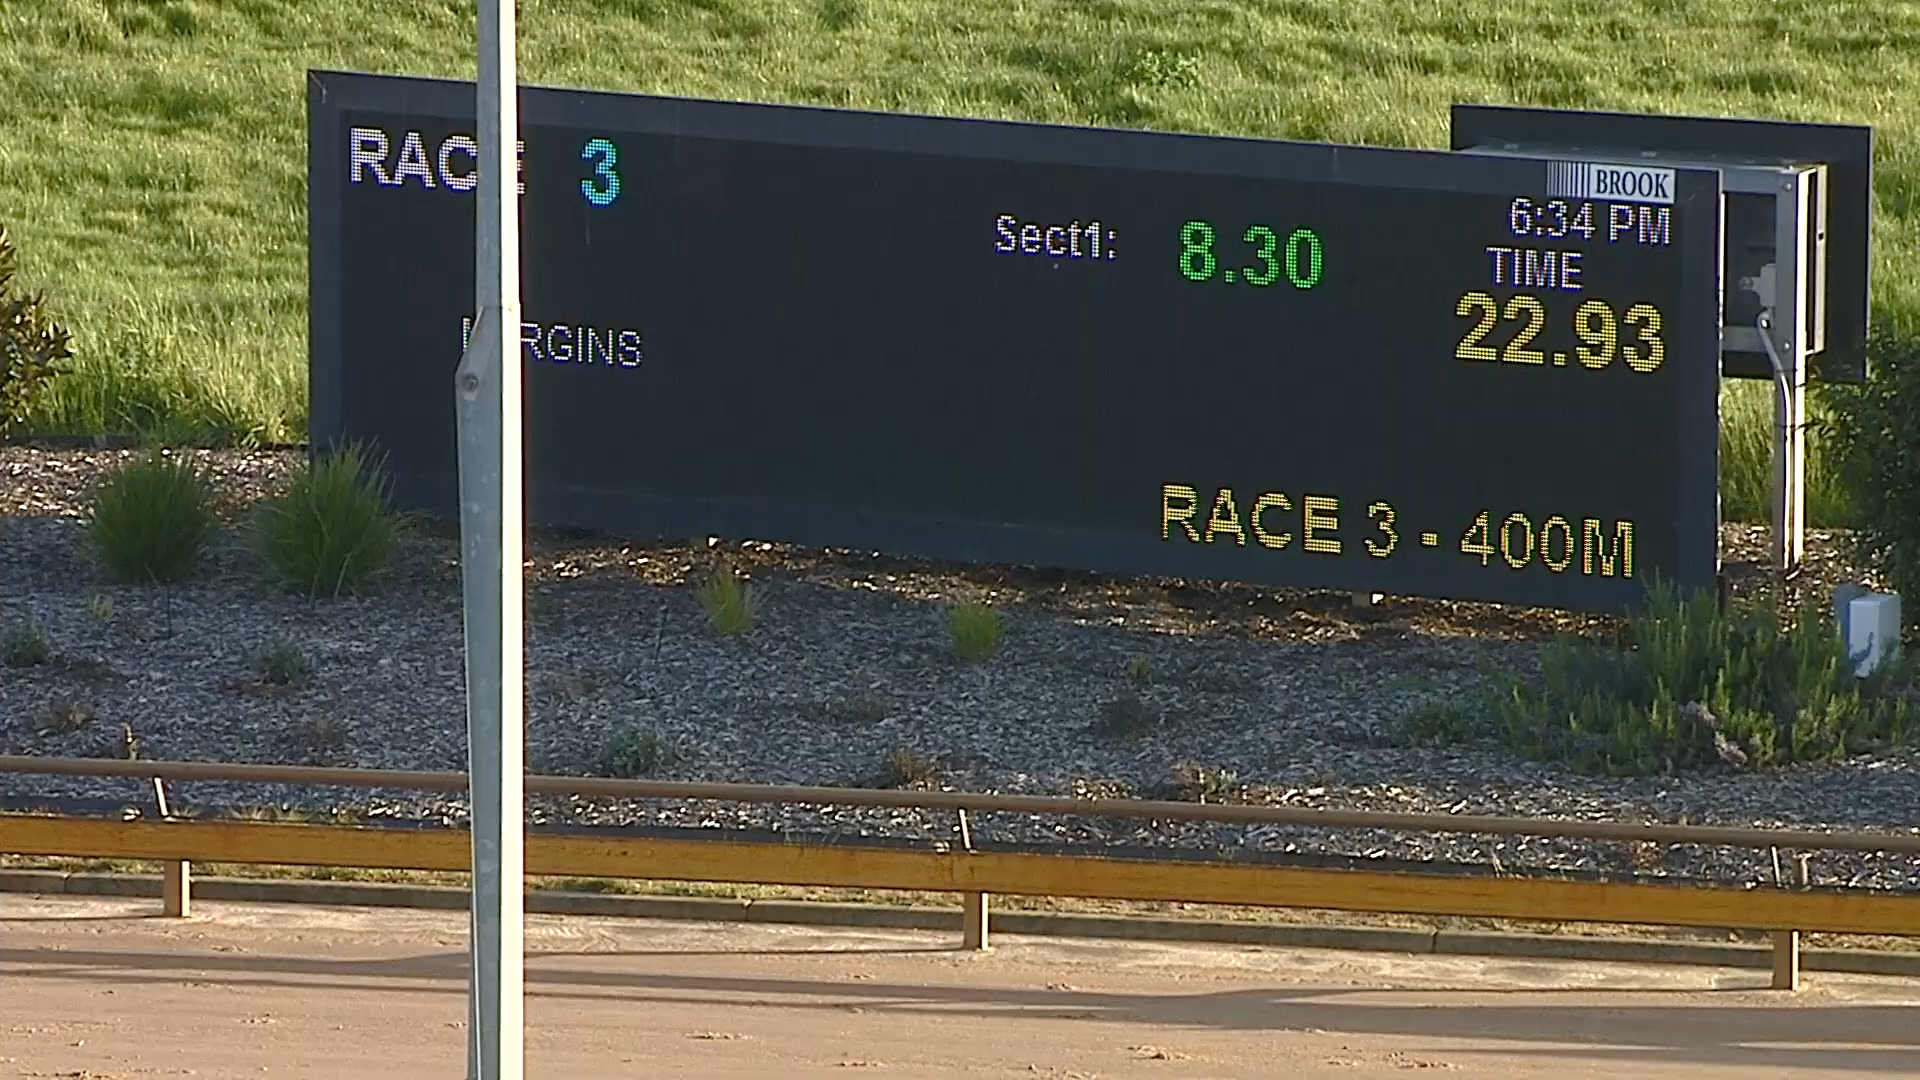 RACE 3
BROOK
6:34 PM
Sect1: 8.30
TIME
22.93
RACE 3 - 400M